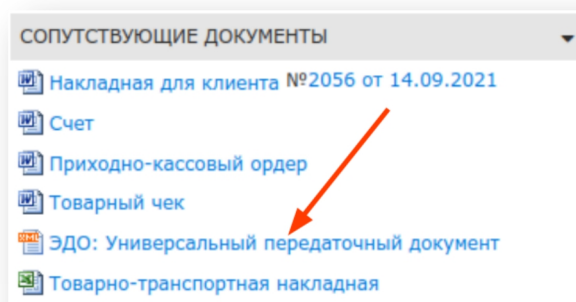 СОПУТСТВУЮЩИЕ ДОКУМЕНТЫ
Накладная для клиента №2056 от 14.09.2021
Счет
Приходно-кассовый ордер
Товарный чек
ЭДО: Универсальный передаточный документ
Товарно-транспортная накладная